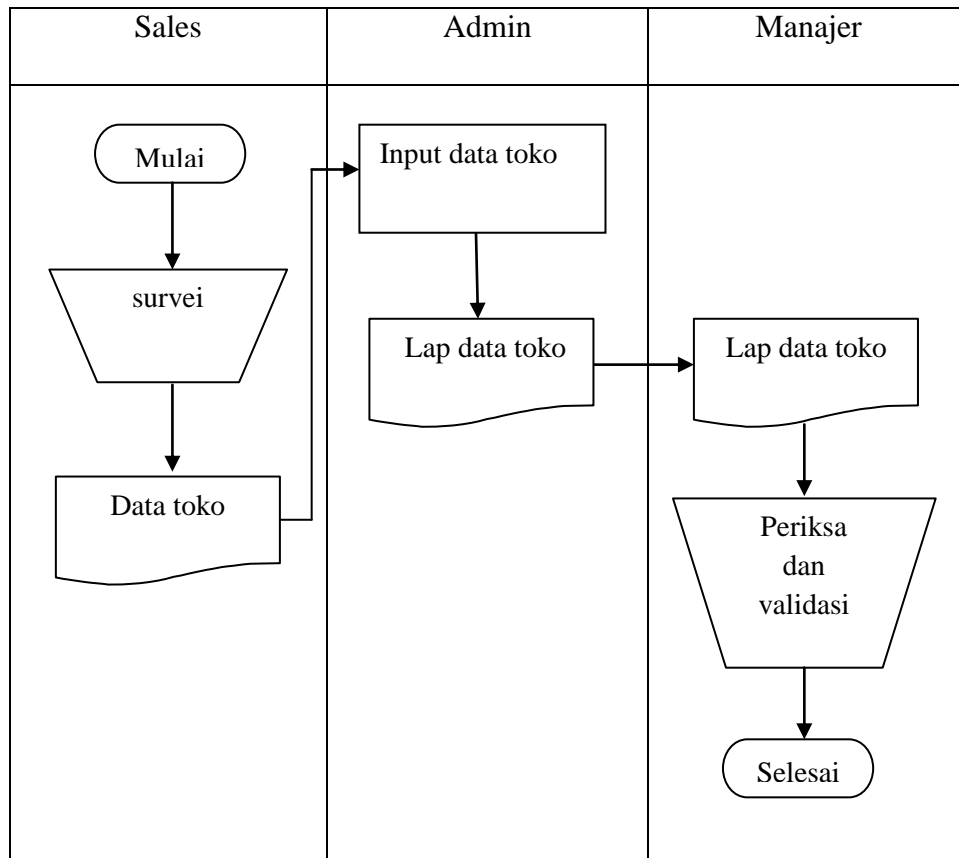 Sales
Admin
Manajer
Mulai
survei
Data toko
Input data toko
Lap data toko
Lap data toko
Periksa
dan
validasi
Selesai